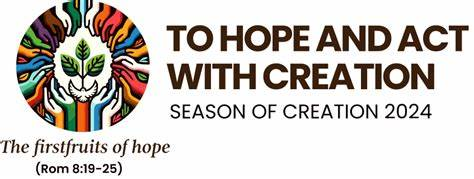 TO HOPE AND ACT
WITH CREATION
SEASON OF CREATION 2024
The firstfruits of hope
(Rom 8:19-25)